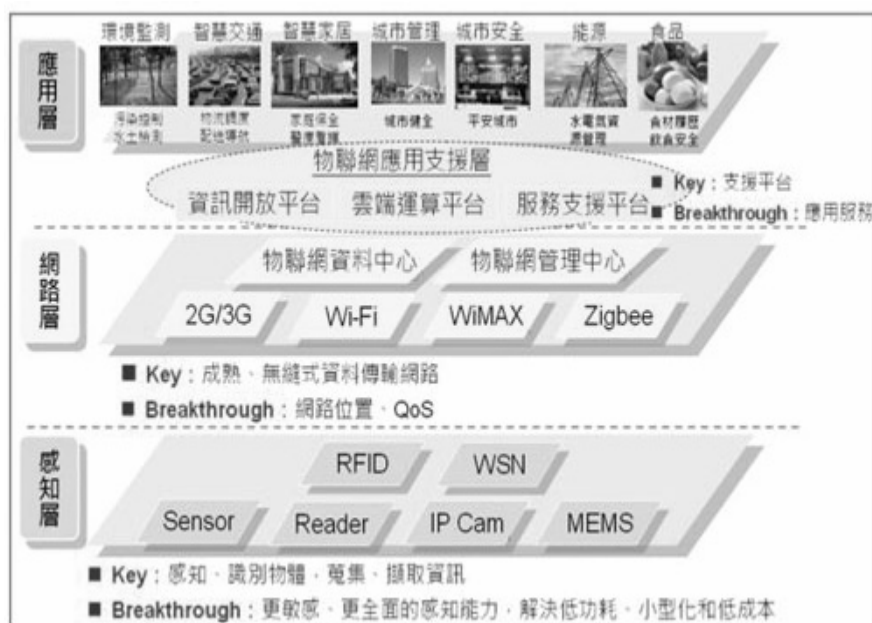 應用層
環境監測 智慧交通 智慧家居 城市管理 城市安全 能源 食品
污染控制 物流調度 家庭保全 城市健全 平安城市 水電氣資 食材履歷
水土檢測 配送導航 醫療看護 源管理 飲食安全
物聯網應用支援層
資訊開放平台 雲端運算平台 服務支援平台
■ Key：支援平台
■ Breakthrough：應用服務
網路層
物聯網資料中心 物聯網管理中心
2G/3G Wi-Fi WiMAX Zigbee
■ Key：成熟、無縫式資料傳輸網路
■ Breakthrough：網路位置、QoS
感知層
RFID WSN
Sensor Reader IP Cam MEMS
■ Key：感知、識別物體，蒐集、擷取資訊
■ Breakthrough：更敏感、更全面的感知能力，解決低功耗、小型化和低成本